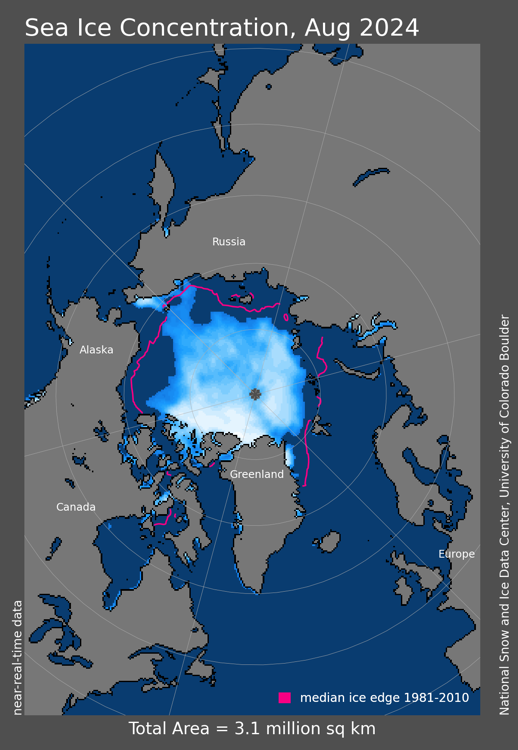 Sea Ice Concentration, Aug 2024
Russia
Alaska
Greenland
Canada
Europe
near-real-time data
National Snow and Ice Data Center, University of Colorado Boulder
median ice edge 1981-2010
Total Area = 3.1 million sq km